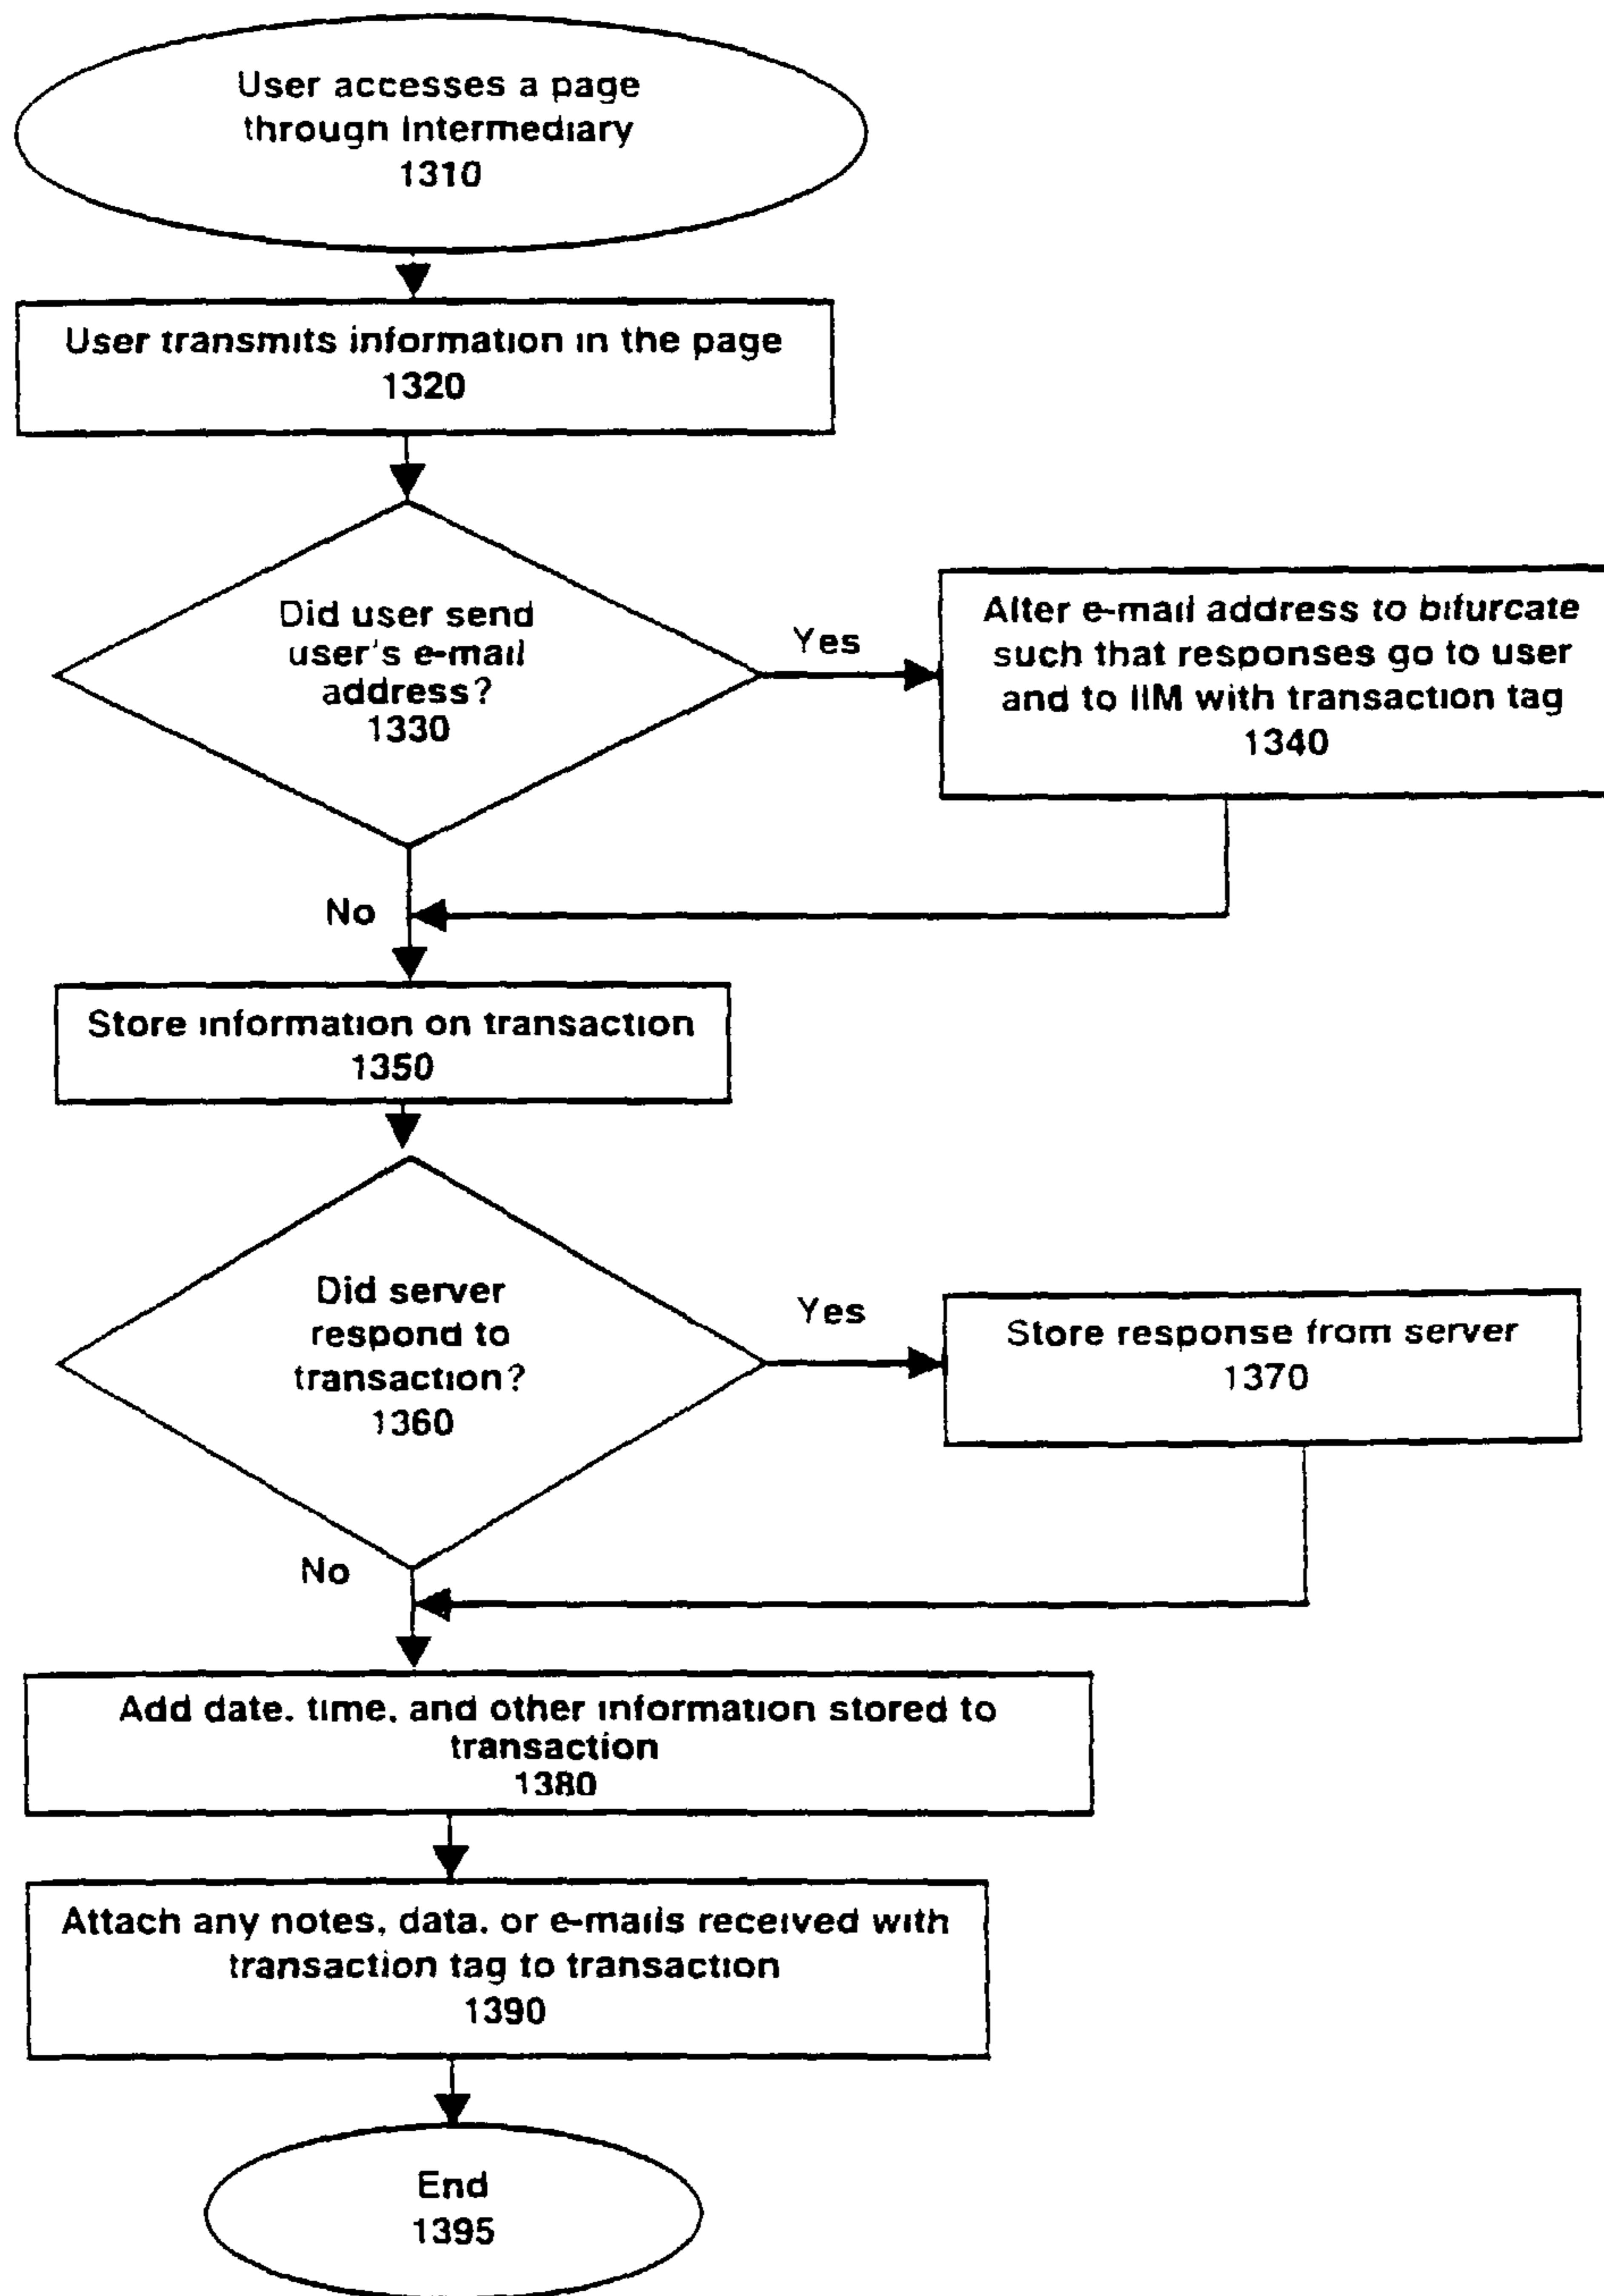 User accesses a page
through Intermediary
1310
User transmits information in the page
1320
Did user send
user's e-mail
address?
1330
Yes
Alter e-mail address to bifurcate
such that responses go to user
and to IIM with transaction tag
1340
No
Store information on transaction
1350
Did server
respond to
transaction?
1360
Yes
Store response from server
1370
No
Add date, time, and other information stored to
transaction
1380
Attach any notes, data, or e-mails received with
transaction tag to transaction
1390
End
1395